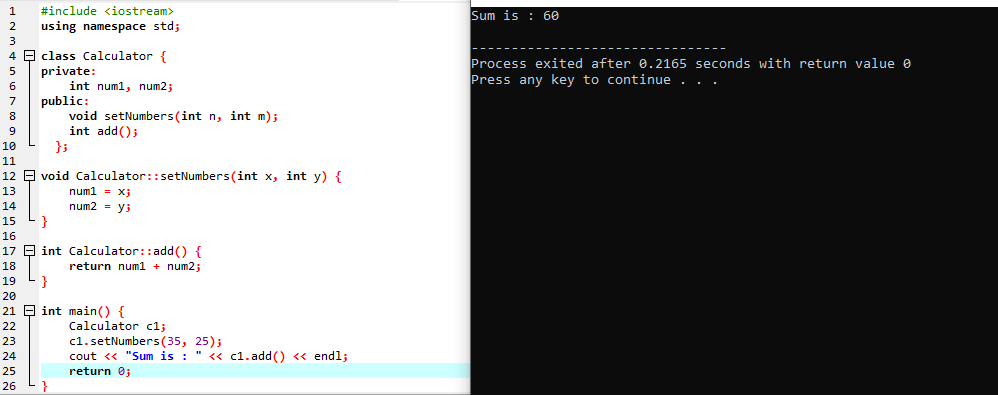 1 #include <iostream>
2 using namespace std;
3
4 class Calculator {
5 private:
6 int num1, num2;
7 public:
8 void setNumbers(int n, int m);
9 int add();
10 };
11
12 void Calculator::setNumbers(int x, int y) {
13 num1 = x;
14 num2 = y;
15 }
16
17 int Calculator::add() {
18 return num1 + num2;
19 }
20
21 int main() {
22 Calculator c1;
23 c1.setNumbers(35, 25);
24 cout << "Sum is : " << c1.add() << endl;
25 return 0;
26 }
Sum is : 60
--------------------------------
Process exited after 0.2165 seconds with return value 0
Press any key to continue . . .